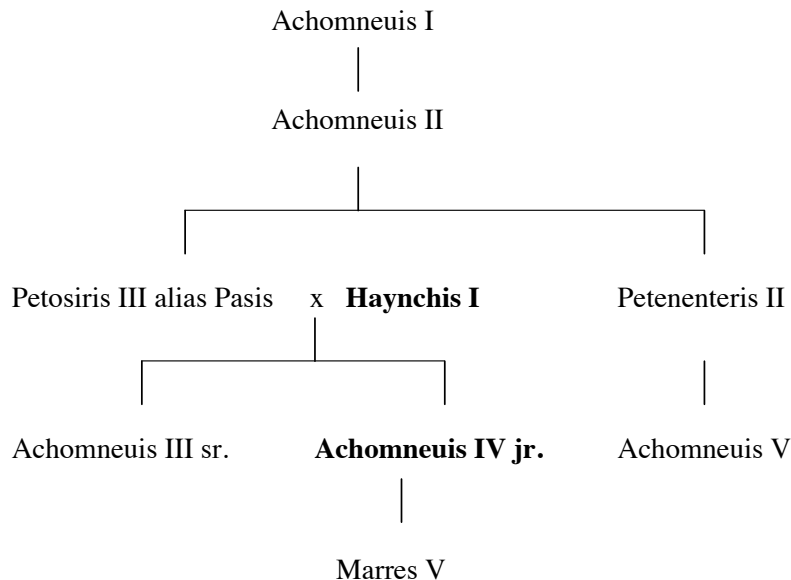 Achomneuis I
Achomneuis II
Petosiris III alias Pasis x Haynchis I Petenenteris II
Achomneuis III sr. Achomneuis IV jr. Achomneuis V
Marres V